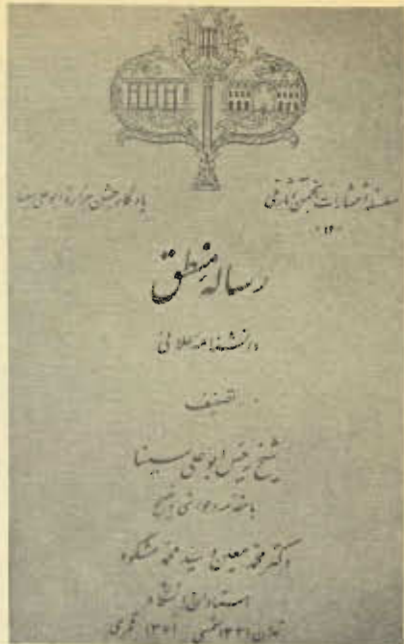 سلسلهٔ انتشارات انجمن آثار ملی
«۱۲»
یادگار جشن هزارهٔ ابوعلی سینا
رسالهٔ منطق
دانشنامهٔ علائی
تصنیف
شیخ رئیس ابوعلی سینا
با مقدمه و حواشی و تصحیح
دکتر محمد معین و سید محمد مشکوة
استادان دانشگاه
تهران ۱۳۳۱ شمسی - ۱۳۷۱ قمری